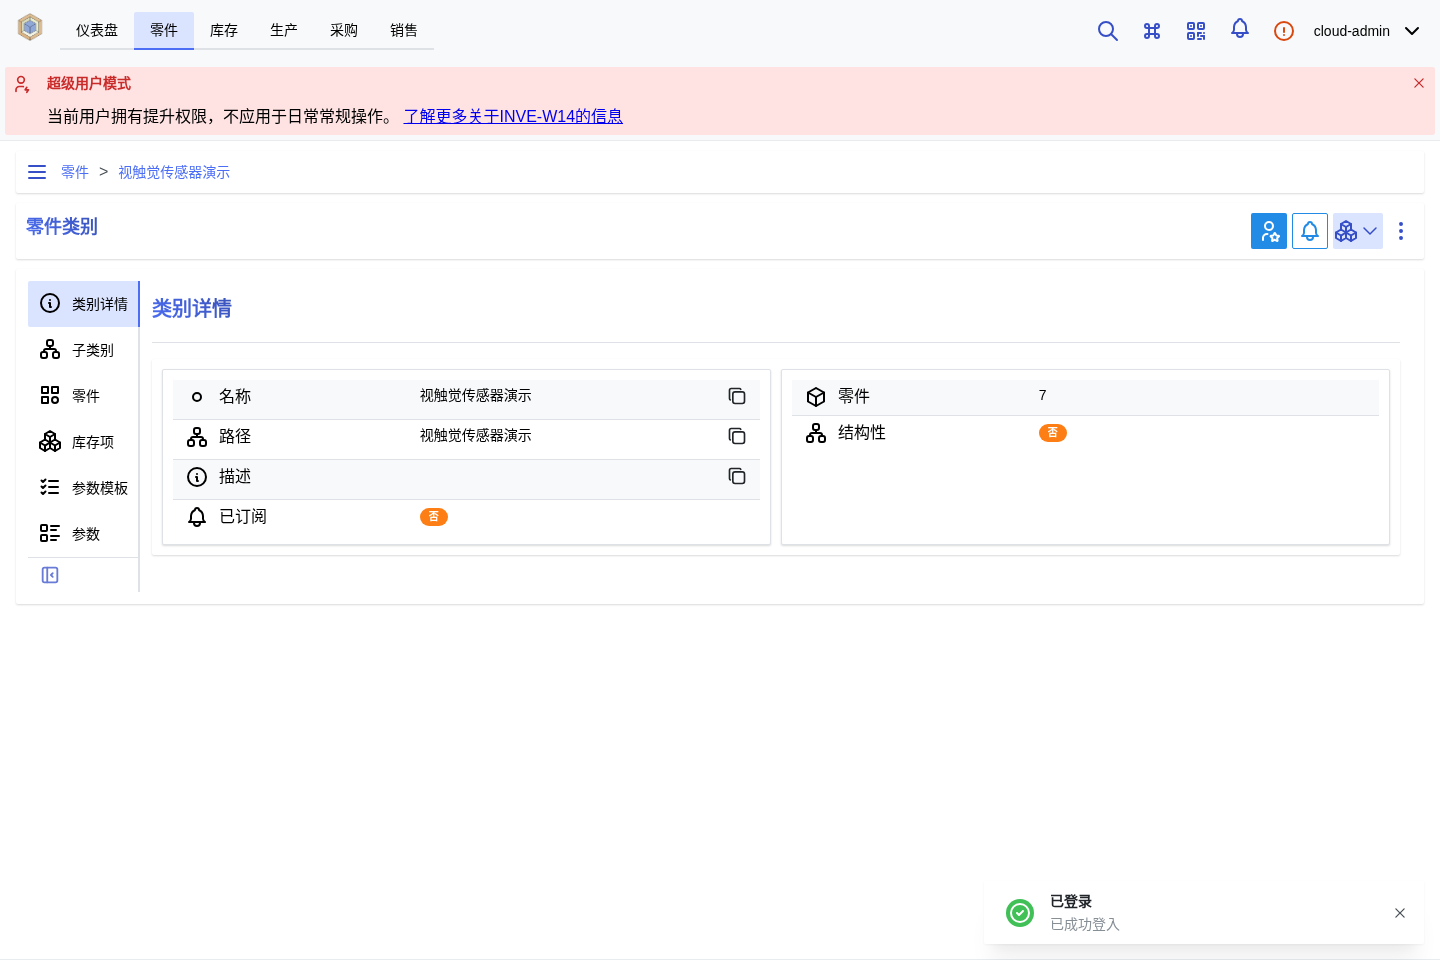 仪表盘 零件 库存 生产 采购 销售 cloud-admin
超级用户模式
当前用户拥有提升权限，不应用于日常常规操作。 了解更多关于INVE-W14的信息
零件 > 视触觉传感器演示
零件类别
类别详情
子类别
零件
库存项
参数模板
参数
类别详情
名称 视触觉传感器演示
路径 视触觉传感器演示
描述
已订阅 否
零件 7
结构性 否
已登录
已成功登入